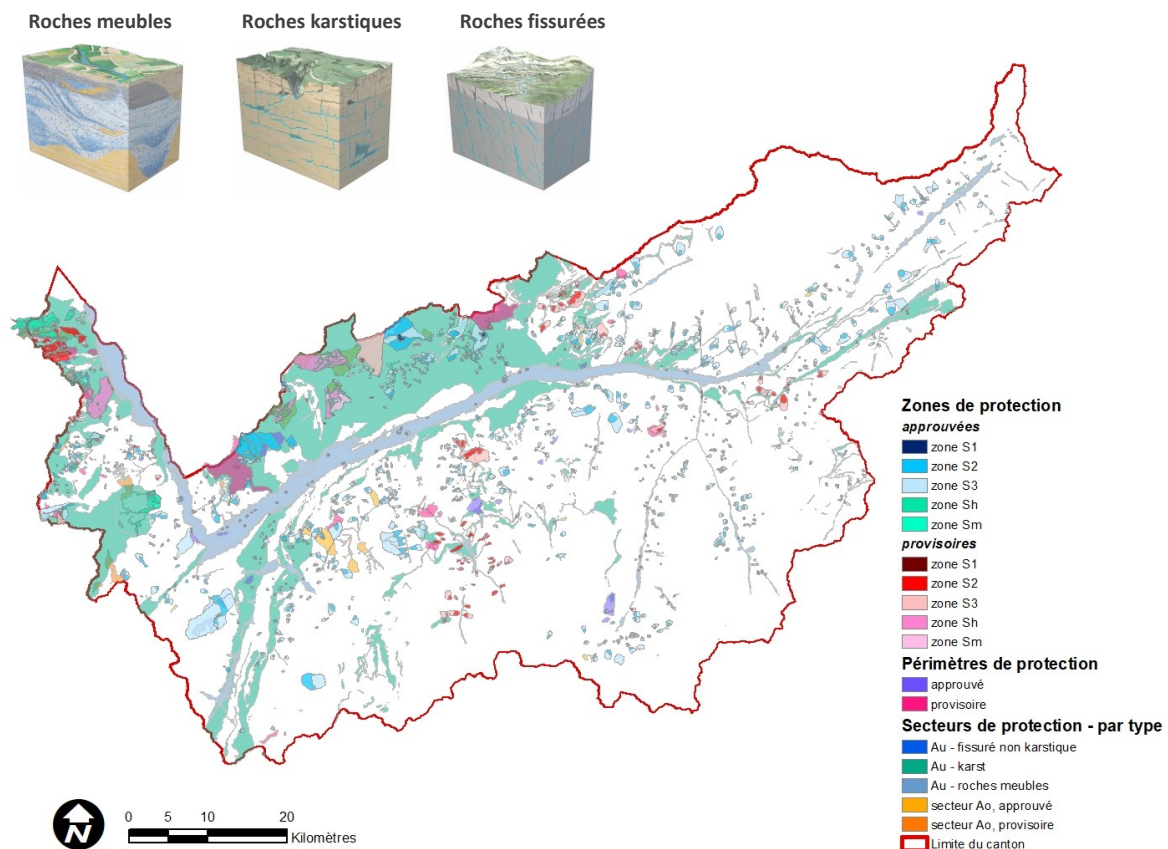 Roches meubles
Roches karstiques
Roches fissurées
Zones de protection
approuvées
zone S1
zone S2
zone S3
zone Sh
zone Sm
provisoires
zone S1
zone S2
zone S3
zone Sh
zone Sm
Périmètres de protection
approuvé
provisoire
Secteurs de protection - par type
Au - fissuré non karstique
Au - karst
Au - roches meubles
secteur Ao, approuvé
secteur Ao, provisoire
Limite du canton
N
0 5 10 20
Kilomètres